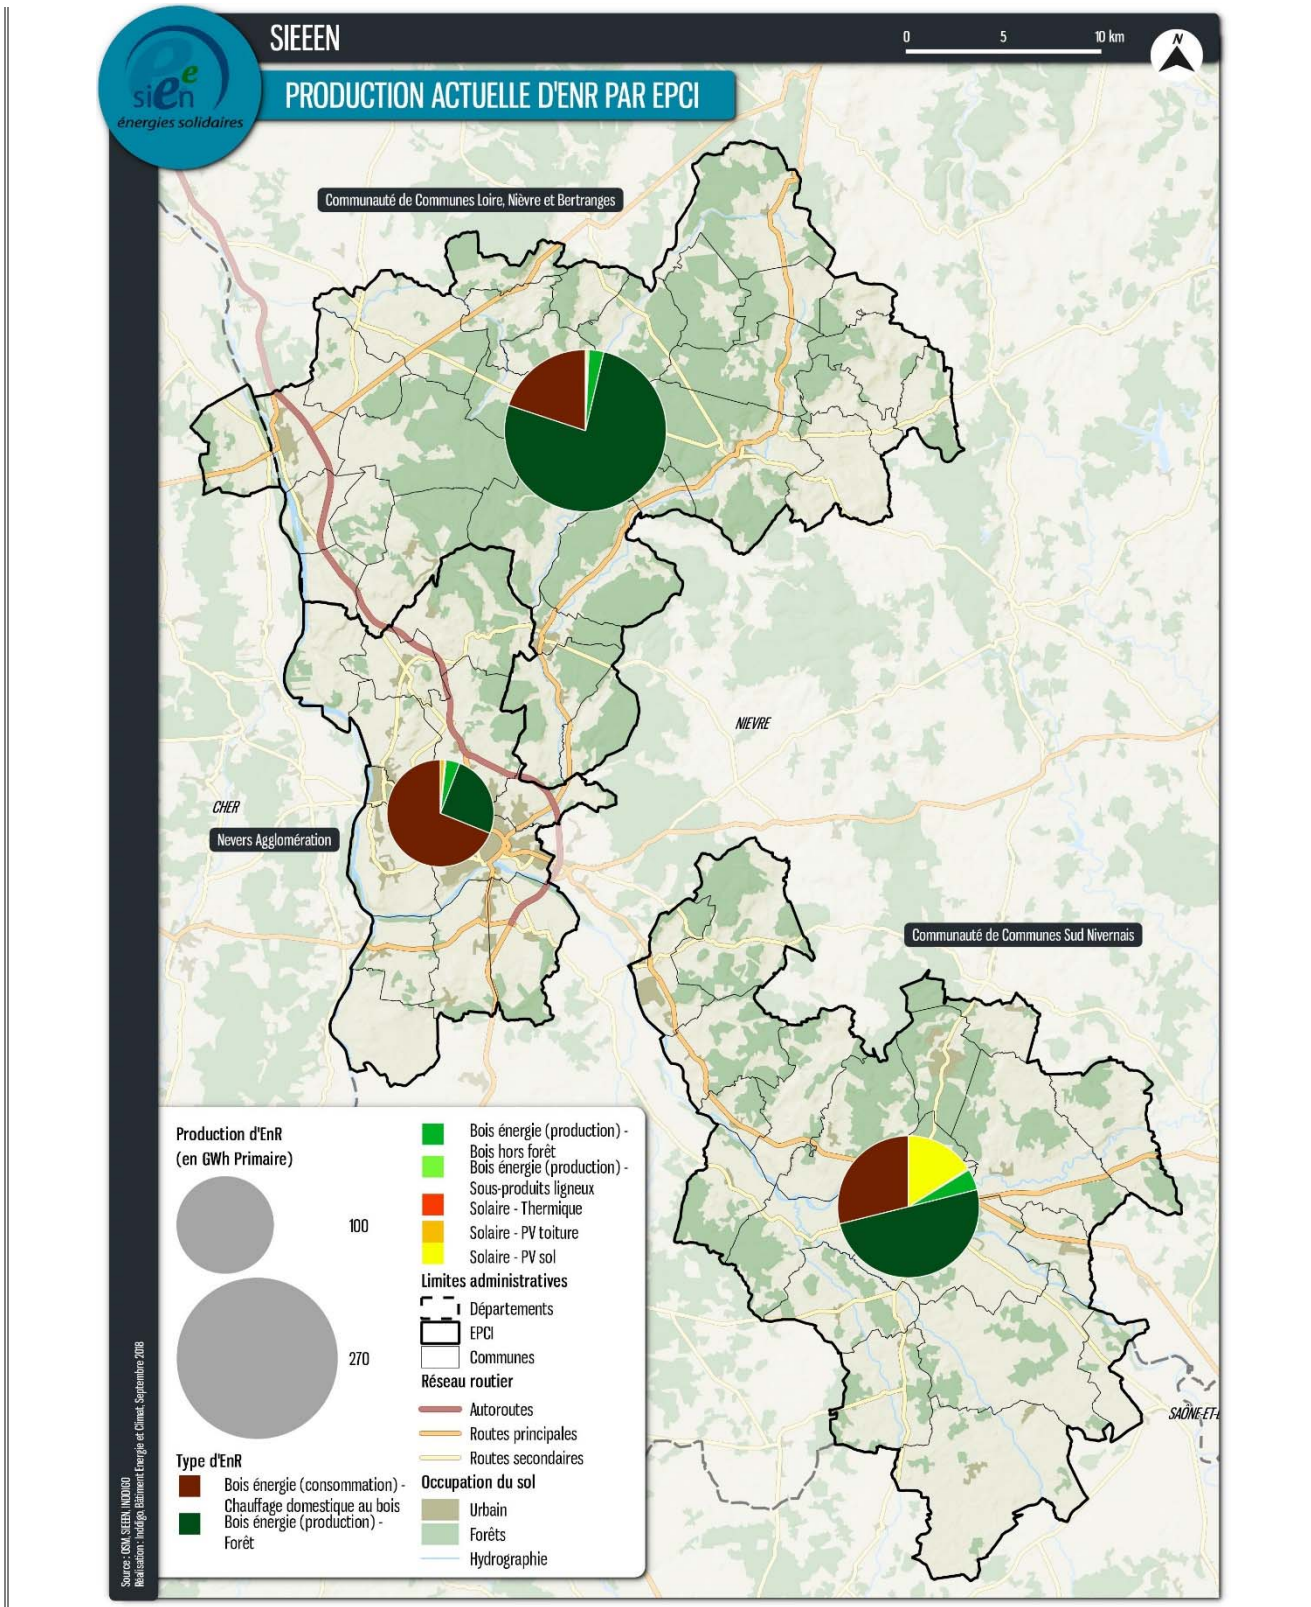 SIEEEN
0 5 10 km
N
e
sieen
énergies solidaires
PRODUCTION ACTUELLE D'ENR PAR EPCI
Communauté de Communes Loire, Nièvre et Bertranges
NIEVRE
CHER
Nevers Agglomération
Communauté de Communes Sud Nivernais
SAÔNE-ET-L
Production d'EnR
(en GWh Primaire)
100
270
Type d'EnR
Bois énergie (consommation) -
Chauffage domestique au bois
Bois énergie (production) -
Forêt
Bois énergie (production) -
Bois hors forêt
Bois énergie (production) -
Sous-produits ligneux
Solaire - Thermique
Solaire - PV toiture
Solaire - PV sol
Limites administratives
Départements
EPCI
Communes
Réseau routier
Autoroutes
Routes principales
Routes secondaires
Occupation du sol
Urbain
Forêts
Hydrographie
Source : OSM, SIEEEN, INDDIGO
Réalisation : Inddigo, Bâtiment Energie et Climat, Septembre 2018